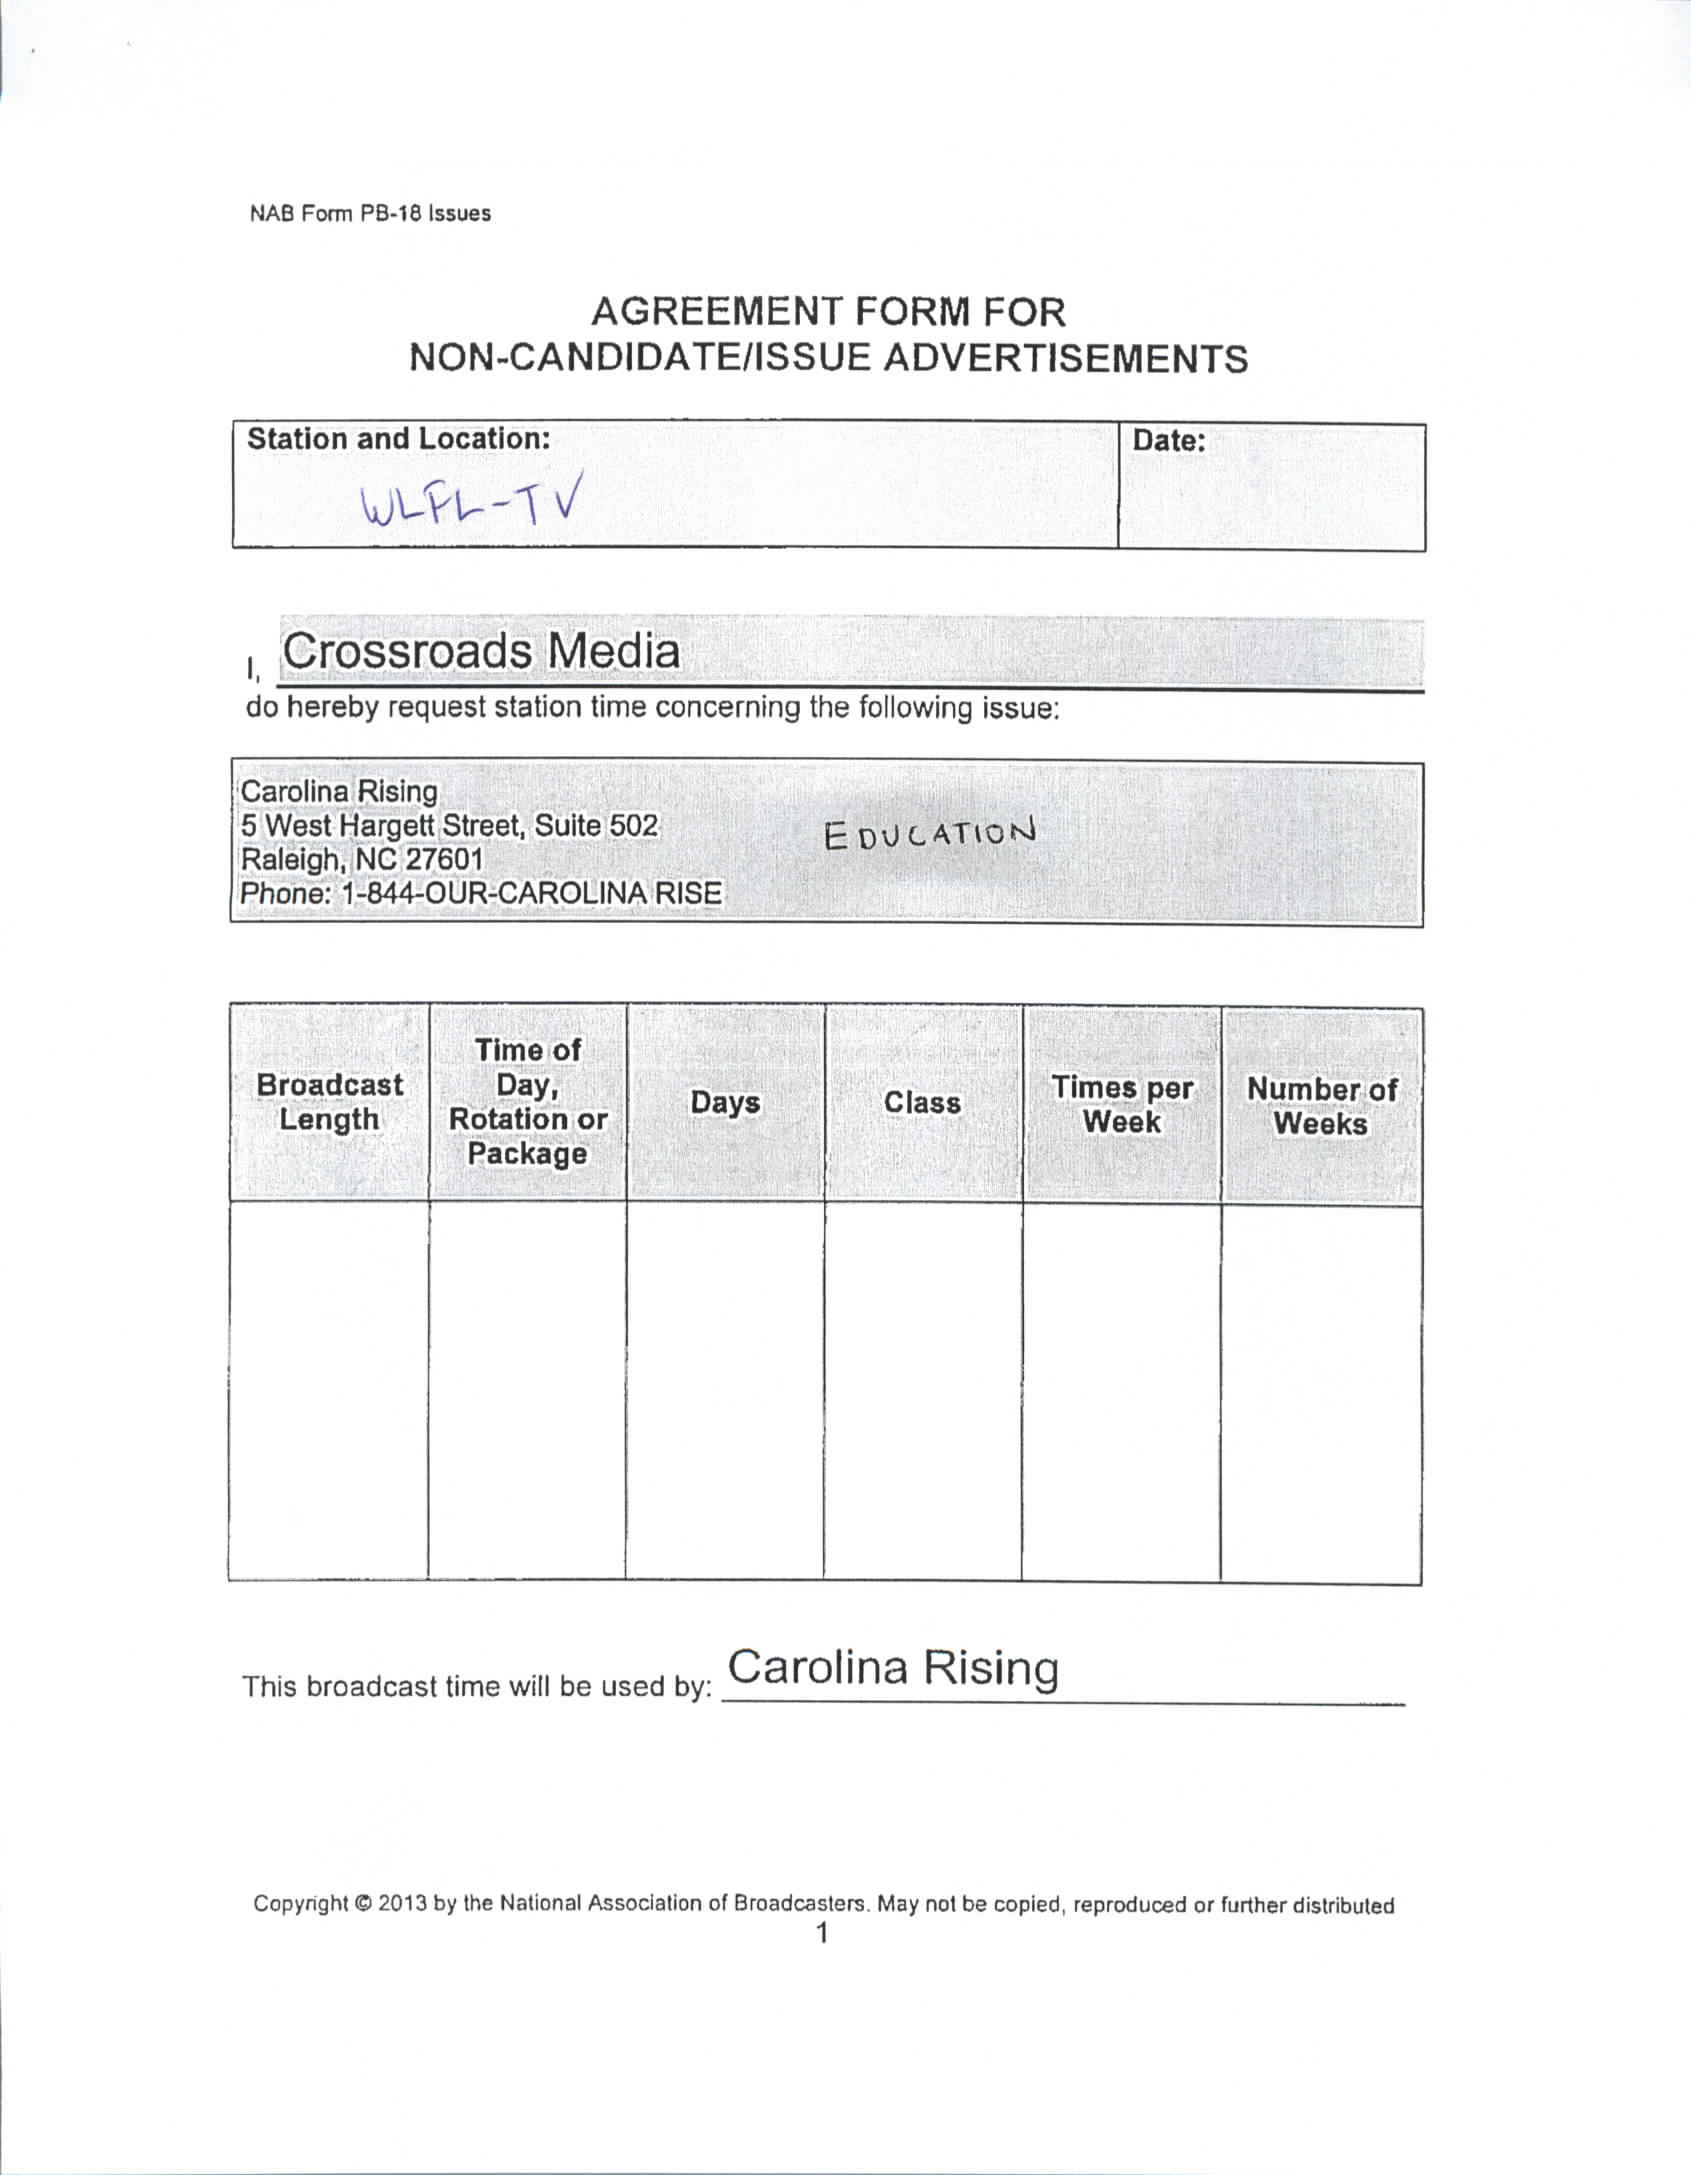 NAB Form PB-18 Issues
AGREEMENT FORM FOR
NON-CANDIDATE/ISSUE ADVERTISEMENTS
Station and Location:
Date:
WLFL-TV
I, Crossroads Media
do hereby request station time concerning the following issue:
Carolina Rising
5 West Hargett Street, Suite 502
EDUCATION
Raleigh, NC 27601
Phone: 1-844-OUR-CAROLINA RISE
Broadcast
Length
Time of
Day,
Rotation or
Package
Days
Class
Times per
Week
Number of
Weeks
This broadcast time will be used by: Carolina Rising
Copyright © 2013 by the National Association of Broadcasters. May not be copied, reproduced or further distributed
1